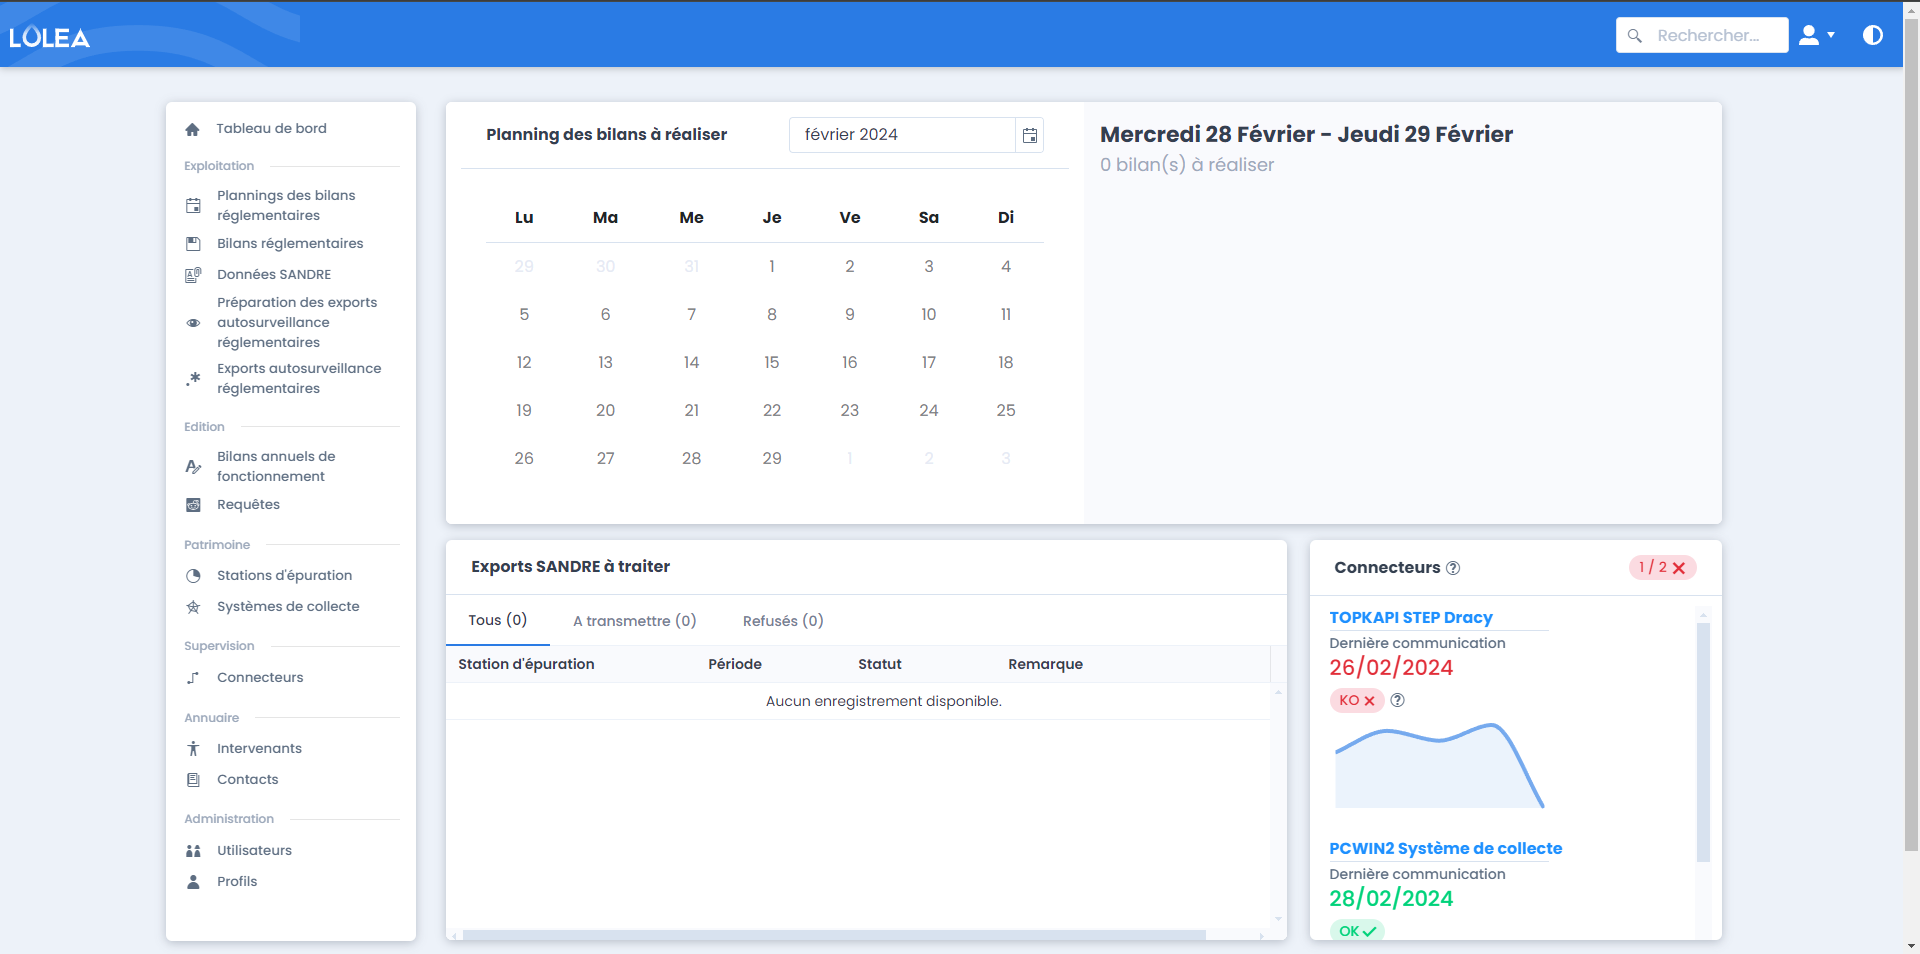 LOLEA
Rechercher...
Tableau de bord
Exploitation
Plannings des bilans
réglementaires
Bilans réglementaires
Données SANDRE
Préparation des exports
autosurveillance
réglementaires
Exports autosurveillance
réglementaires
Edition
Bilans annuels de
fonctionnement
Requêtes
Patrimoine
Stations d'épuration
Systèmes de collecte
Supervision
Connecteurs
Annuaire
Intervenants
Contacts
Administration
Utilisateurs
Profils
Planning des bilans à réaliser
février 2024
Lu Ma Me Je Ve Sa Di
29 30 31 1 2 3 4
5 6 7 8 9 10 11
12 13 14 15 16 17 18
19 20 21 22 23 24 25
26 27 28 29 1 2 3
Mercredi 28 Février - Jeudi 29 Février
0 bilan(s) à réaliser
Exports SANDRE à traiter
Tous (0) A transmettre (0) Refusés (0)
Station d'épuration Période Statut Remarque
Aucun enregistrement disponible.
Connecteurs
1 / 2
TOPKAPI STEP Dracy
Dernière communication
26/02/2024
KO
PCWIN2 Système de collecte
Dernière communication
28/02/2024
OK